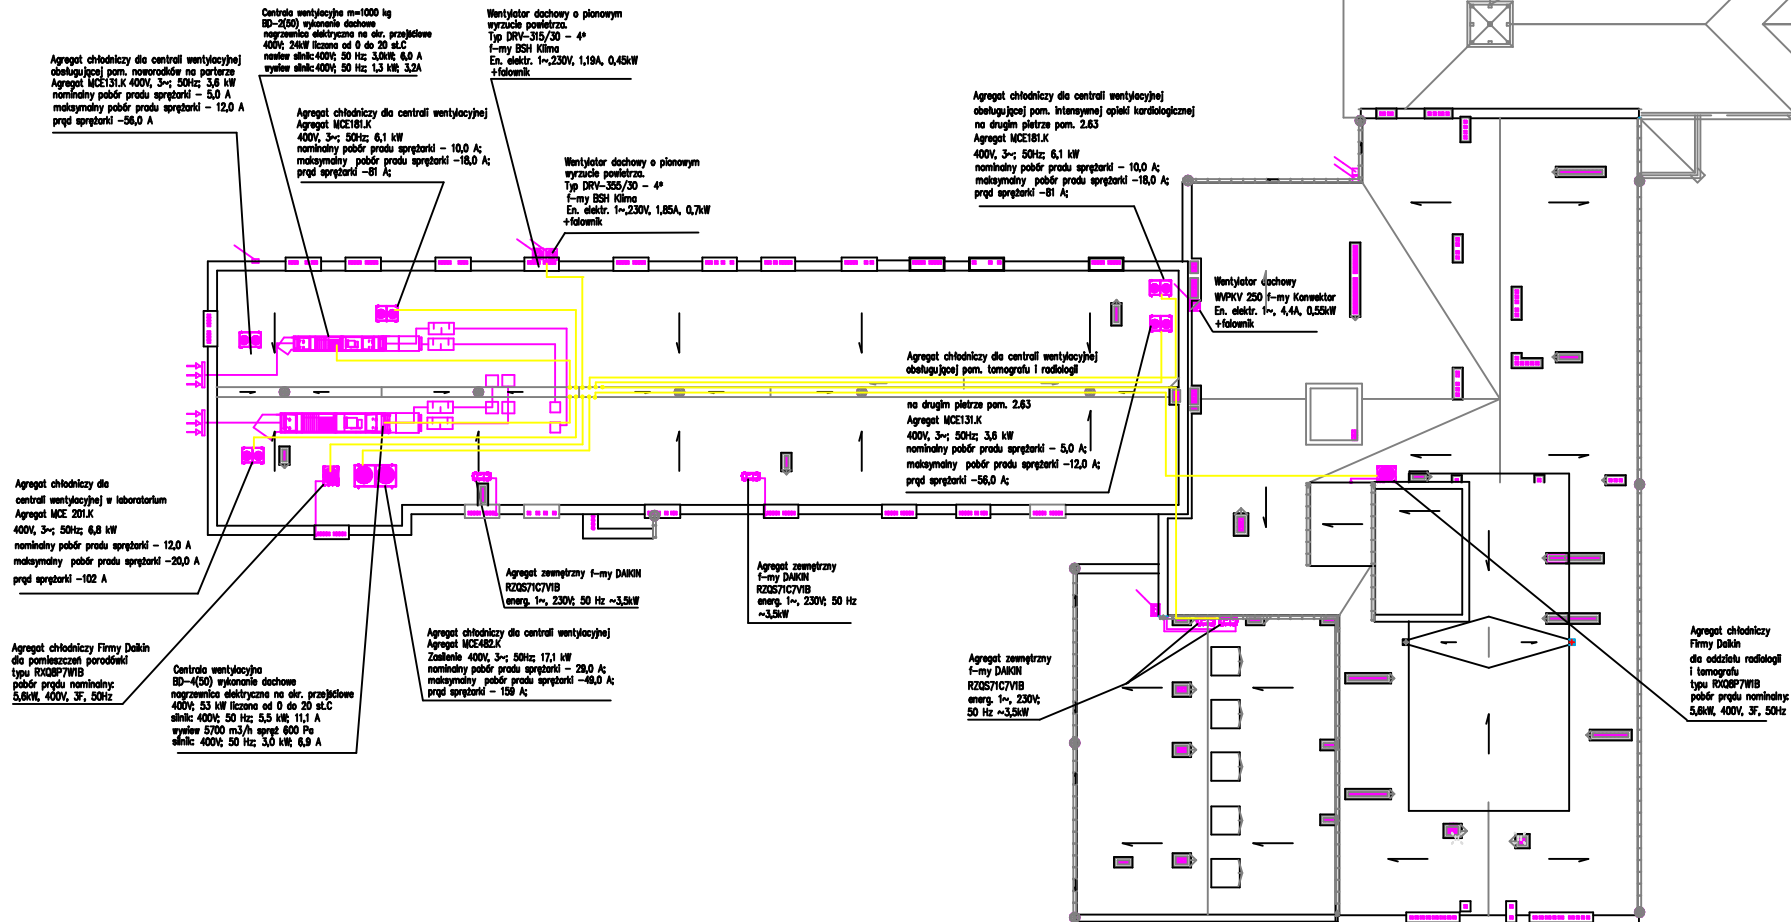 Centrala wentylacyjna m=1000 kg
BD-2(50) wykonanie dachowe
nagrzewnica elektryczna na okr. przejściowe
400V; 24kW liczona od 0 do 20 st.C
nawiew silnik:400V; 50 Hz; 3,0kW; 6,0 A
wywiew silnik:400V; 50 Hz; 1,3 kW; 3,2A
Wentylator dachowy o pionowym
wyrzucie powietrza.
Typ DRV-315/30 - 4*
f-my BSH Klima
En. elektr. 1~,230V, 1,19A, 0,45kW
+falownik
Agregat chłodniczy dla centrali wentylacyjnej
obsługującej pom. noworodków na parterze
Agregat MCE131.K 400V, 3~; 50Hz; 3,6 kW
nominalny pobór pradu sprężarki - 5,0 A
maksymalny pobór pradu sprężarki - 12,0 A
prąd sprężarki -56,0 A
Agregat chłodniczy dla centrali wentylacyjnej
Agregat MCE181.K
400V, 3~; 50Hz; 6,1 kW
nominalny pobór pradu sprężarki - 10,0 A;
maksymalny pobór pradu sprężarki -18,0 A;
prąd sprężarki -81 A;
Wentylator dachowy o pionowym
wyrzucie powietrza.
Typ DRV-355/30 - 4*
f-my BSH Klima
En. elektr. 1~,230V, 1,85A, 0,7kW
+falownik
Agregat chłodniczy dla centrali wentylacyjnej
obsługującej pom. intensywnej opieki kardiologicznej
na drugim pietrze pom. 2.63
Agregat MCE181.K
400V, 3~; 50Hz; 6,1 kW
nominalny pobór pradu sprężarki - 10,0 A;
maksymalny pobór pradu sprężarki -18,0 A;
prąd sprężarki -81 A;
Wentylator dachowy
WVPKV 250 f-my Konwektor
En. elektr. 1~, 4,4A, 0,55kW
+falownik
Agregat chłodniczy dla centrali wentylacyjnej
obsługującej pom. tomografu i radiologii
na drugim pietrze pom. 2.63
Agregat MCE131.K
400V, 3~; 50Hz; 3,6 kW
nominalny pobór pradu sprężarki - 5,0 A;
maksymalny pobór pradu sprężarki -12,0 A;
prąd sprężarki -56,0 A;
Agregat chłodniczy dla
centrali wentylacyjnej w laboratorium
Agregat MCE 201.K
400V, 3~; 50Hz; 6,8 kW
nominalny pobór pradu sprężarki - 12,0 A
maksymalny pobór pradu sprężarki -20,0 A
prąd sprężarki -102 A
Agregat chłodniczy Firmy Daikin
dla pomieszczeń porodówki
typu RXQ8P7W1B
pobór prądu nominalny:
5,6kW, 400V, 3F, 50Hz
Centrala wentylacyjna
BD-4(50) wykonanie dachowe
nagrzewnica elektryczna na okr. przejściowe
400V; 53 kW liczona od 0 do 20 st.C
silnik: 400V; 50 Hz; 5,5 kW; 11,1 A
wywiew 5700 m3/h spręż 600 Pa
silnik: 400V; 50 Hz; 3,0 kW; 6,9 A
Agregat chłodniczy dla centrali wentylacyjnej
Agregat MCE482.K
Zasilenie 400V, 3~; 50Hz; 17,1 kW
nominalny pobór pradu sprężarki - 29,0 A;
maksymalny pobór pradu sprężarki -49,0 A;
prąd sprężarki - 159 A;
Agregat zewnętrzny f-my DAIKIN
RZQS71C7V1B
energ. 1~, 230V; 50 Hz ~3,5kW
Agregat zewnętrzny
f-my DAIKIN
RZQS71C7V1B
energ. 1~, 230V; 50 Hz
~3,5kW
Agregat zewnętrzny
f-my DAIKIN
RZQS71C7V1B
energ. 1~, 230V;
50 Hz ~3,5kW
Agregat chłodniczy
Firmy Daikin
dla oddziału radiologii
i tomografu
typu RXQ8P7W1B
pobór prądu nominalny:
5,6kW, 400V, 3F, 50Hz